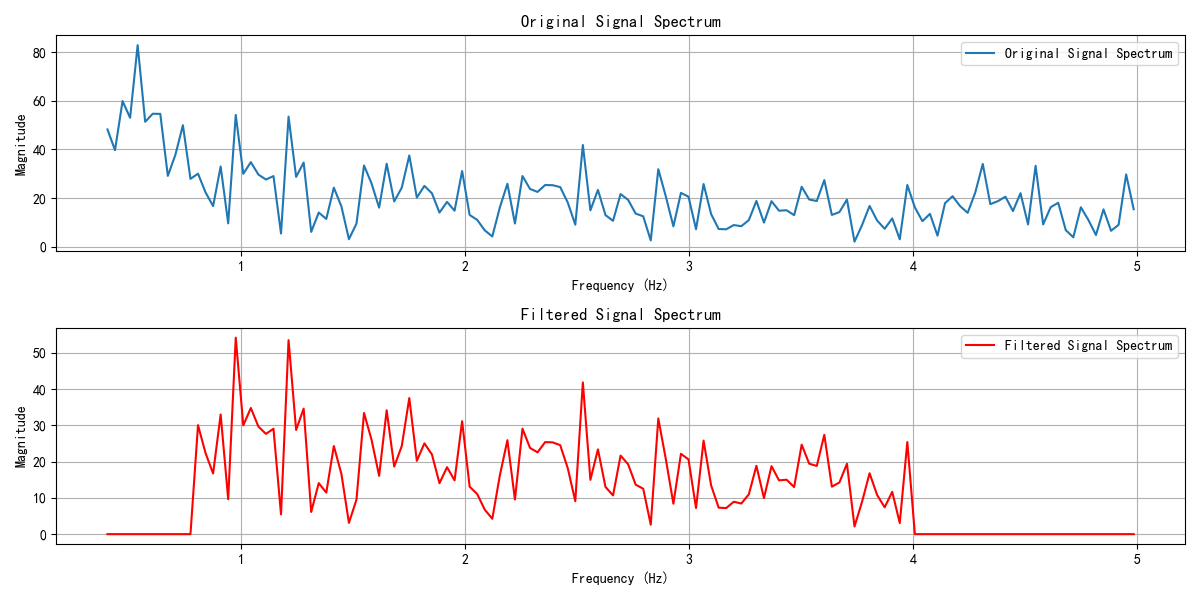 Original Signal Spectrum
Original Signal Spectrum
80
60
40
20
0
Magnitude
1 2 3 4 5
Frequency (Hz)
Filtered Signal Spectrum
Filtered Signal Spectrum
50
40
30
20
10
0
Magnitude
1 2 3 4 5
Frequency (Hz)